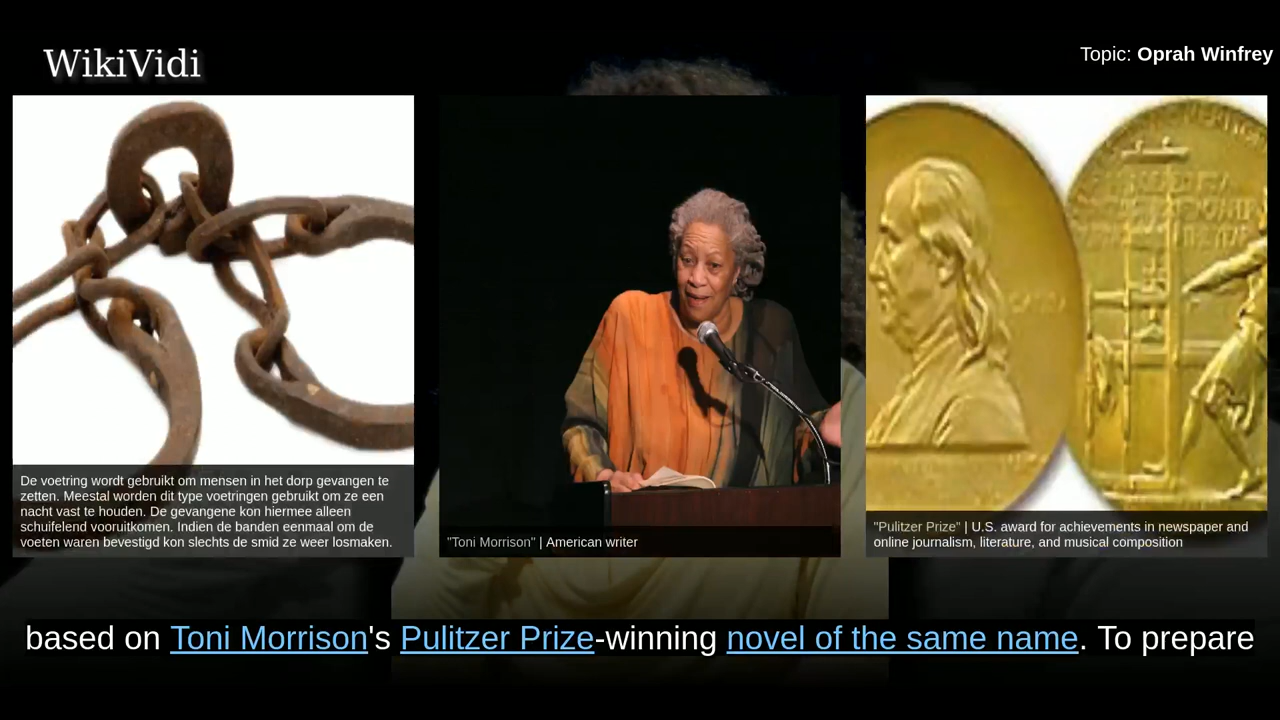 WikiVidi
Topic: Oprah Winfrey
De voetring wordt gebruikt om mensen in het dorp gevangen te
zetten. Meestal worden dit type voetringen gebruikt om ze een
nacht vast te houden. De gevangene kon hiermee alleen
schuifelend vooruitkomen. Indien de banden eenmaal om de
voeten waren bevestigd kon slechts de smid ze weer losmaken.
"Toni Morrison" | American writer
"Pulitzer Prize" | U.S. award for achievements in newspaper and
online journalism, literature, and musical composition
based on Toni Morrison's Pulitzer Prize-winning novel of the same name. To prepare